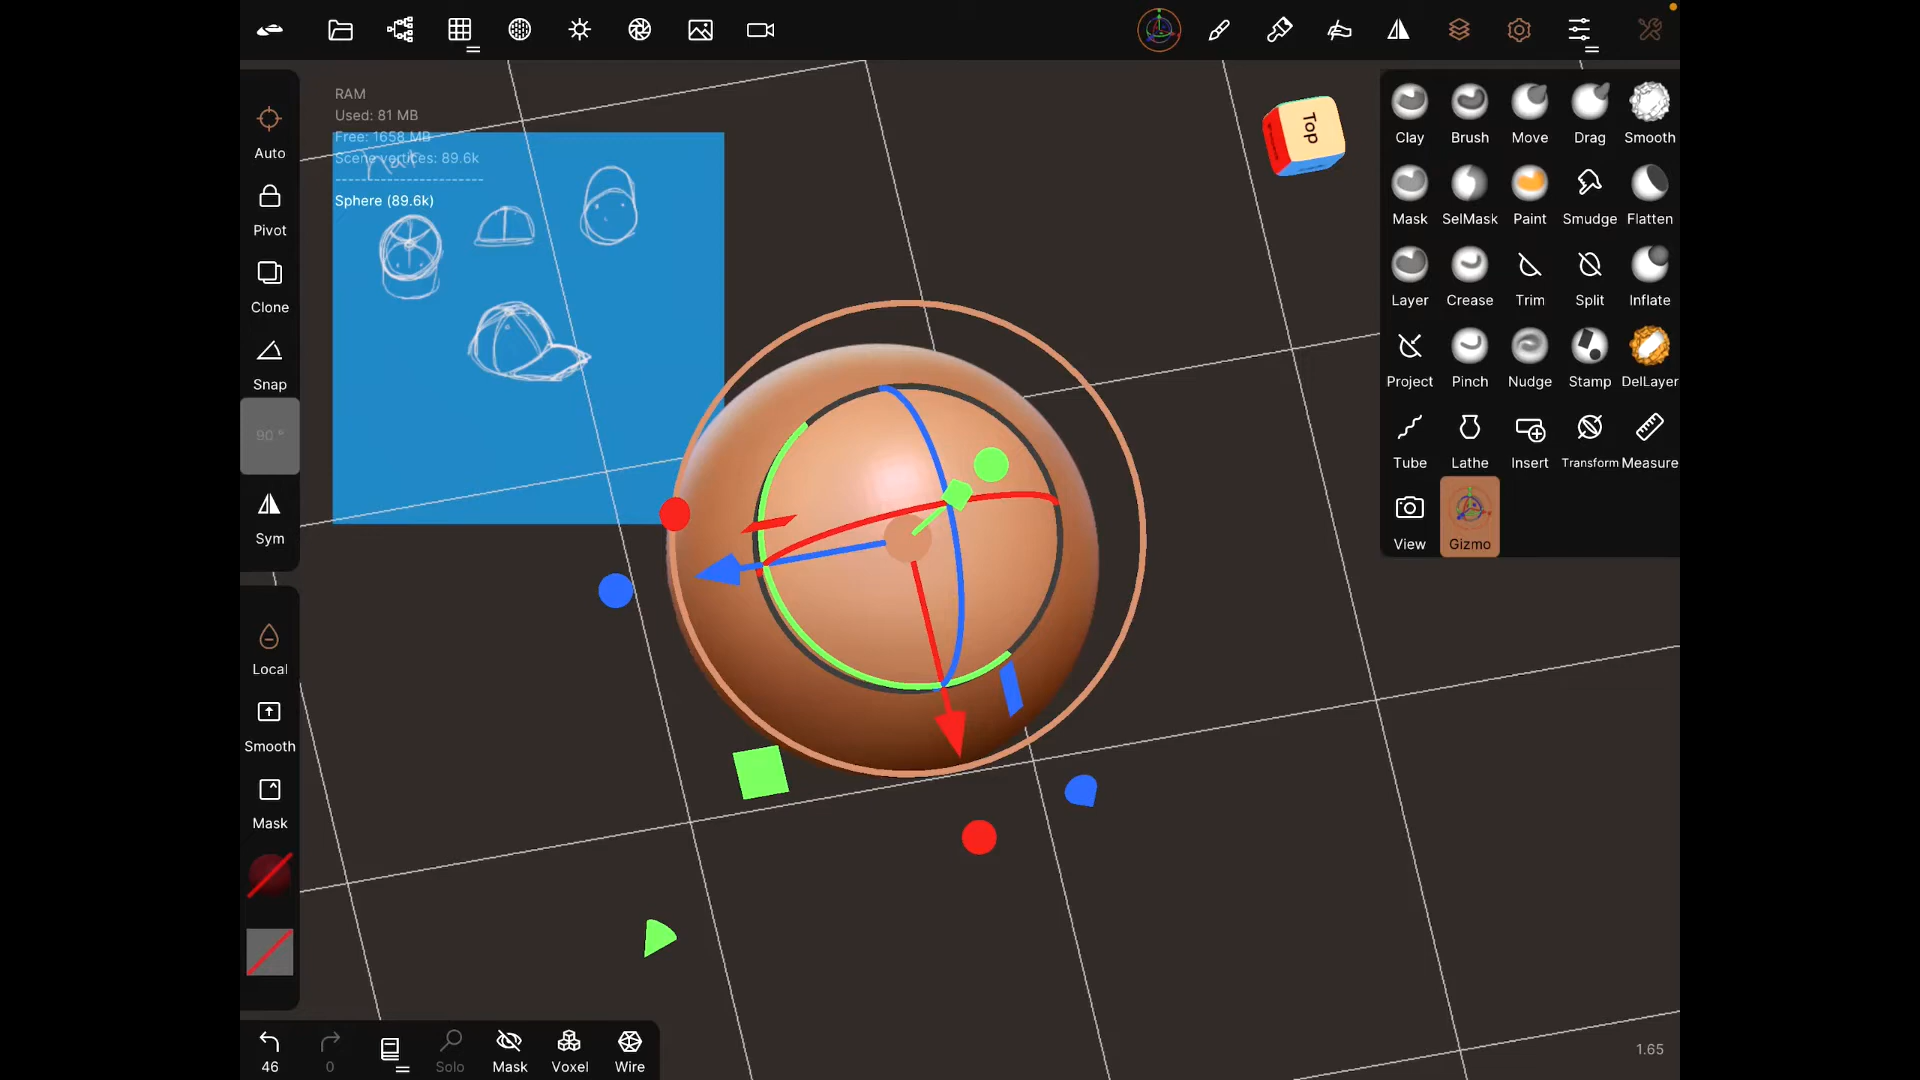 RAM
Used: 81 MB
Free: 1658 MB
Scene vertices: 89.6k
Sphere (89.6k)
Hat
Auto
Pivot
Clone
Snap
90 °
Sym
Local
Smooth
Mask
Top
Clay Brush Move Drag Smooth
Mask SelMask Paint Smudge Flatten
Layer Crease Trim Split Inflate
Project Pinch Nudge Stamp DelLayer
Tube Lathe Insert Transform Measure
View Gizmo
46 0 Solo Mask Voxel Wire
1.65